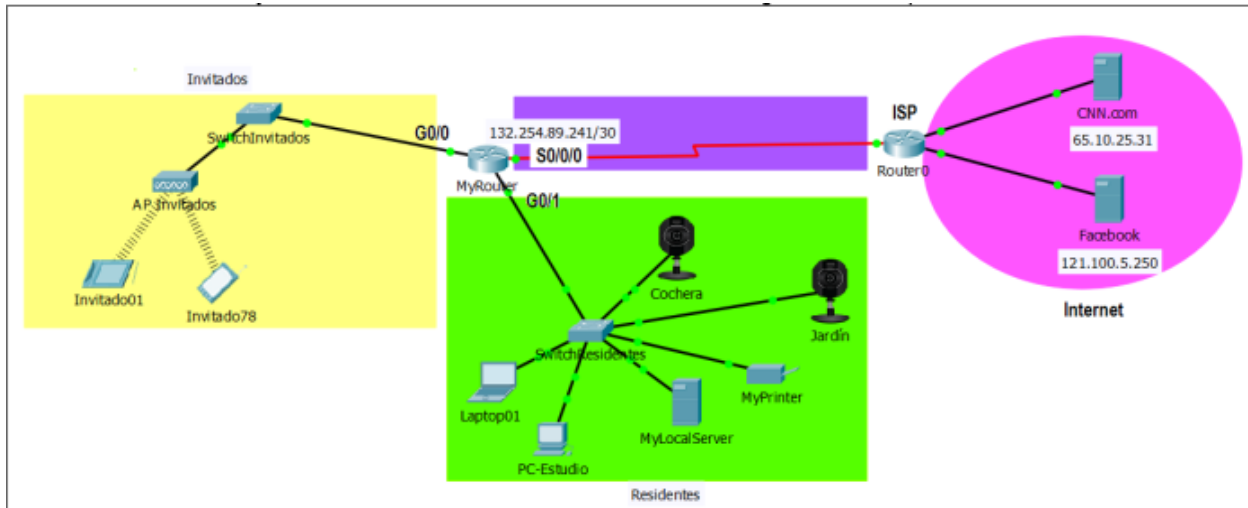 Invitados
SwitchInvitados
AP Invitados
Invitado01
Invitado78
G0/0
132.254.89.241/30
S0/0/0
MyRouter
G0/1
ISP
Router0
CNN.com
65.10.25.31
Facebook
121.100.5.250
Internet
Cochera
Jardín
SwitchResidentes
Laptop01
PC-Estudio
MyLocalServer
MyPrinter
Residentes